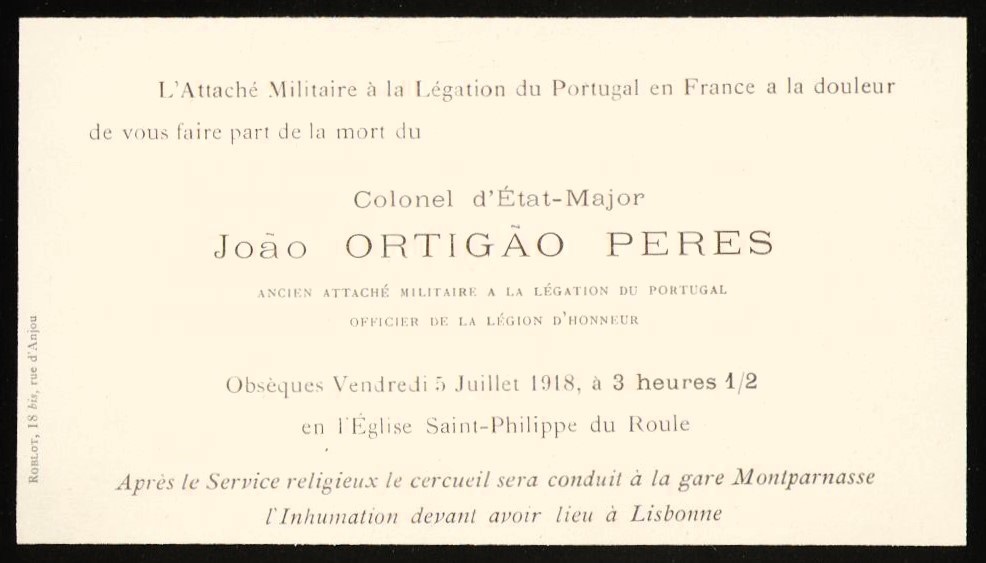 L'Attaché Militaire à la Légation du Portugal en France a la douleur
de vous faire part de la mort du
Colonel d'État-Major
João ORTIGÃO PERES
ANCIEN ATTACHÉ MILITAIRE A LA LÉGATION DU PORTUGAL
OFFICIER DE LA LÉGION D'HONNEUR
Obsèques Vendredi 5 Juillet 1918, à 3 heures 1/2
en l'Église Saint-Philippe du Roule
Après le Service religieux le cercueil sera conduit à la gare Montparnasse
l'Inhumation devant avoir lieu à Lisbonne
ROBLOT, 18 bis, rue d'Anjou